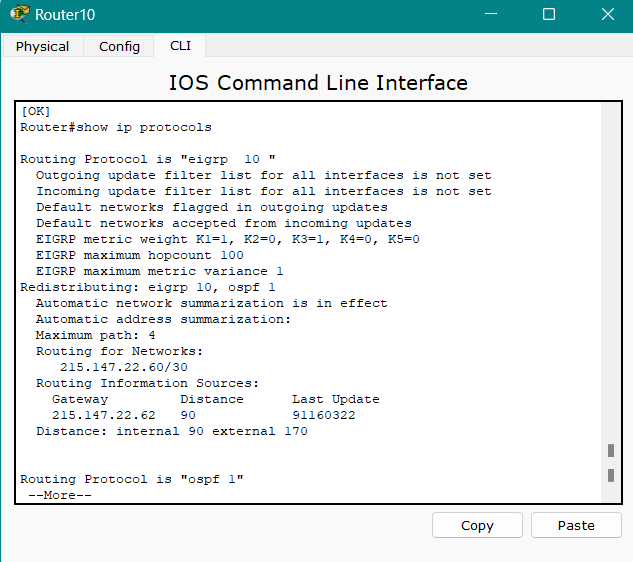 Router10
Physical Config CLI
IOS Command Line Interface
[OK]
Router#show ip protocols
Routing Protocol is "eigrp  10 "
  Outgoing update filter list for all interfaces is not set
  Incoming update filter list for all interfaces is not set
  Default networks flagged in outgoing updates
  Default networks accepted from incoming updates
  EIGRP metric weight K1=1, K2=0, K3=1, K4=0, K5=0
  EIGRP maximum hopcount 100
  EIGRP maximum metric variance 1
Redistributing: eigrp 10, ospf 1
  Automatic network summarization is in effect
  Automatic address summarization:
  Maximum path: 4
  Routing for Networks:
     215.147.22.60/30
  Routing Information Sources:
    Gateway         Distance      Last Update
    215.147.22.62   90            91160322
  Distance: internal 90 external 170
Routing Protocol is "ospf 1"
 --More--
Copy Paste